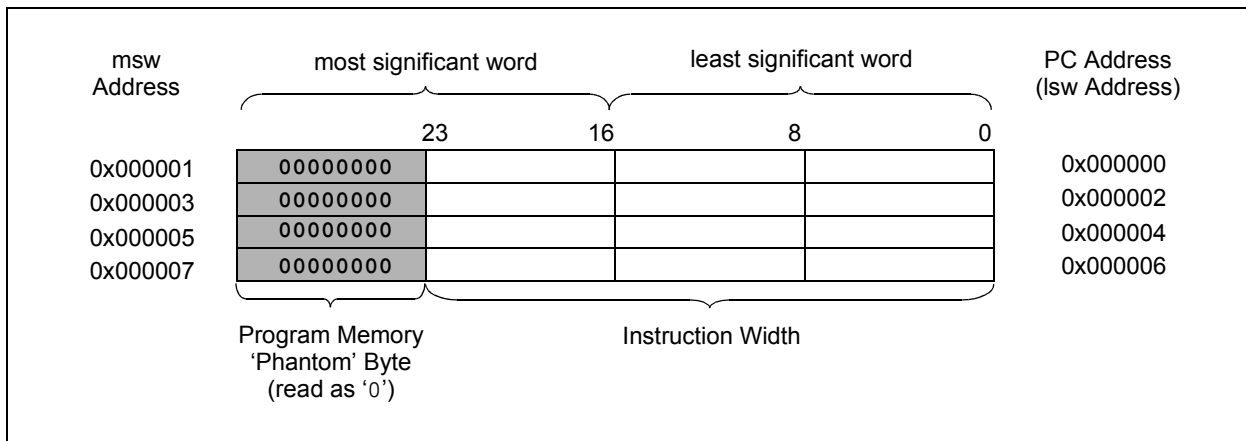 msw
Address
most significant word
least significant word
PC Address
(lsw Address)
23 16 8 0
0x000001 00000000 0x000000
0x000003 00000000 0x000002
0x000005 00000000 0x000004
0x000007 00000000 0x000006
Program Memory
‘Phantom’ Byte
(read as ‘0’)
Instruction Width